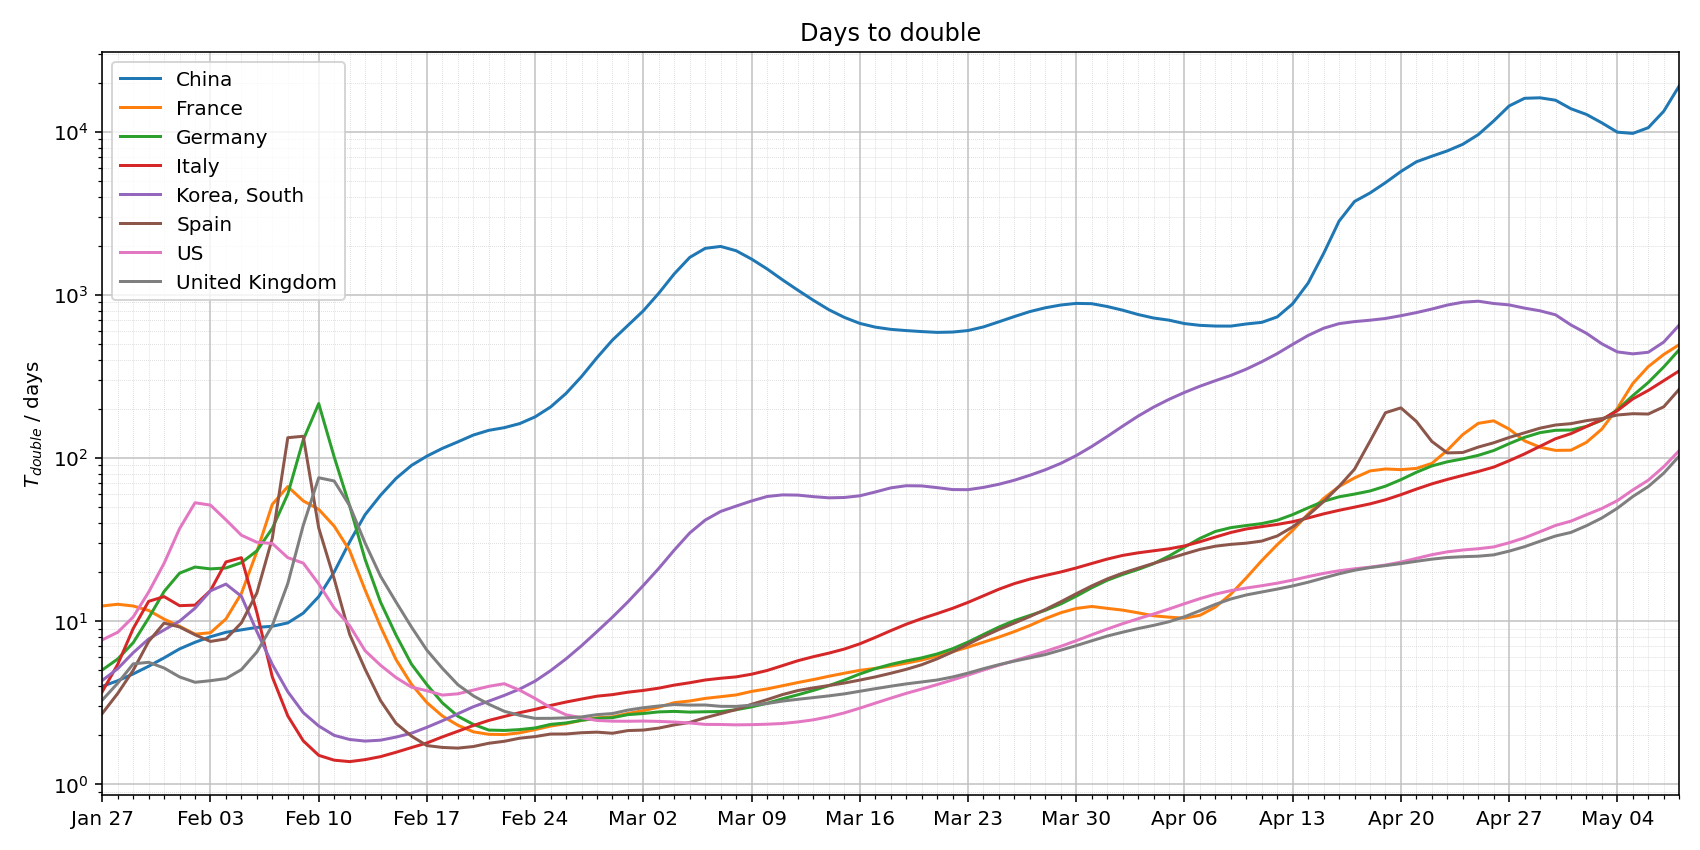 Days to double
T_double / days
10⁴
10³
10²
10¹
10⁰
China
France
Germany
Italy
Korea, South
Spain
US
United Kingdom
Jan 27 Feb 03 Feb 10 Feb 17 Feb 24 Mar 02 Mar 09 Mar 16 Mar 23 Mar 30 Apr 06 Apr 13 Apr 20 Apr 27 May 04